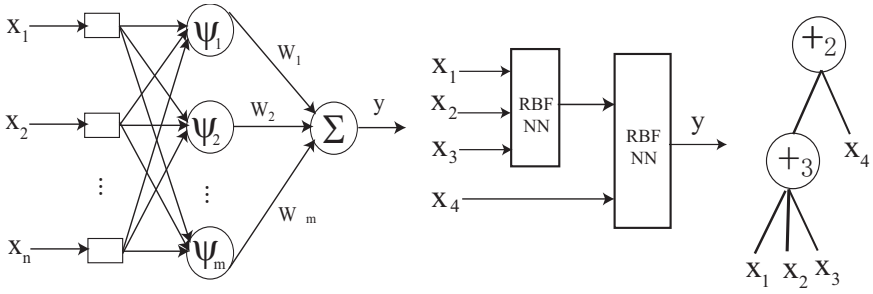 x₁
x₂
⋮
xₙ
ψ₁
ψ₂
⋮
ψₘ
W₁
W₂
Wₘ
Σ
y
x₁
x₂
x₃
x₄
RBF
NN
RBF
NN
y
+₂
+₃
x₄
x₁ x₂ x₃